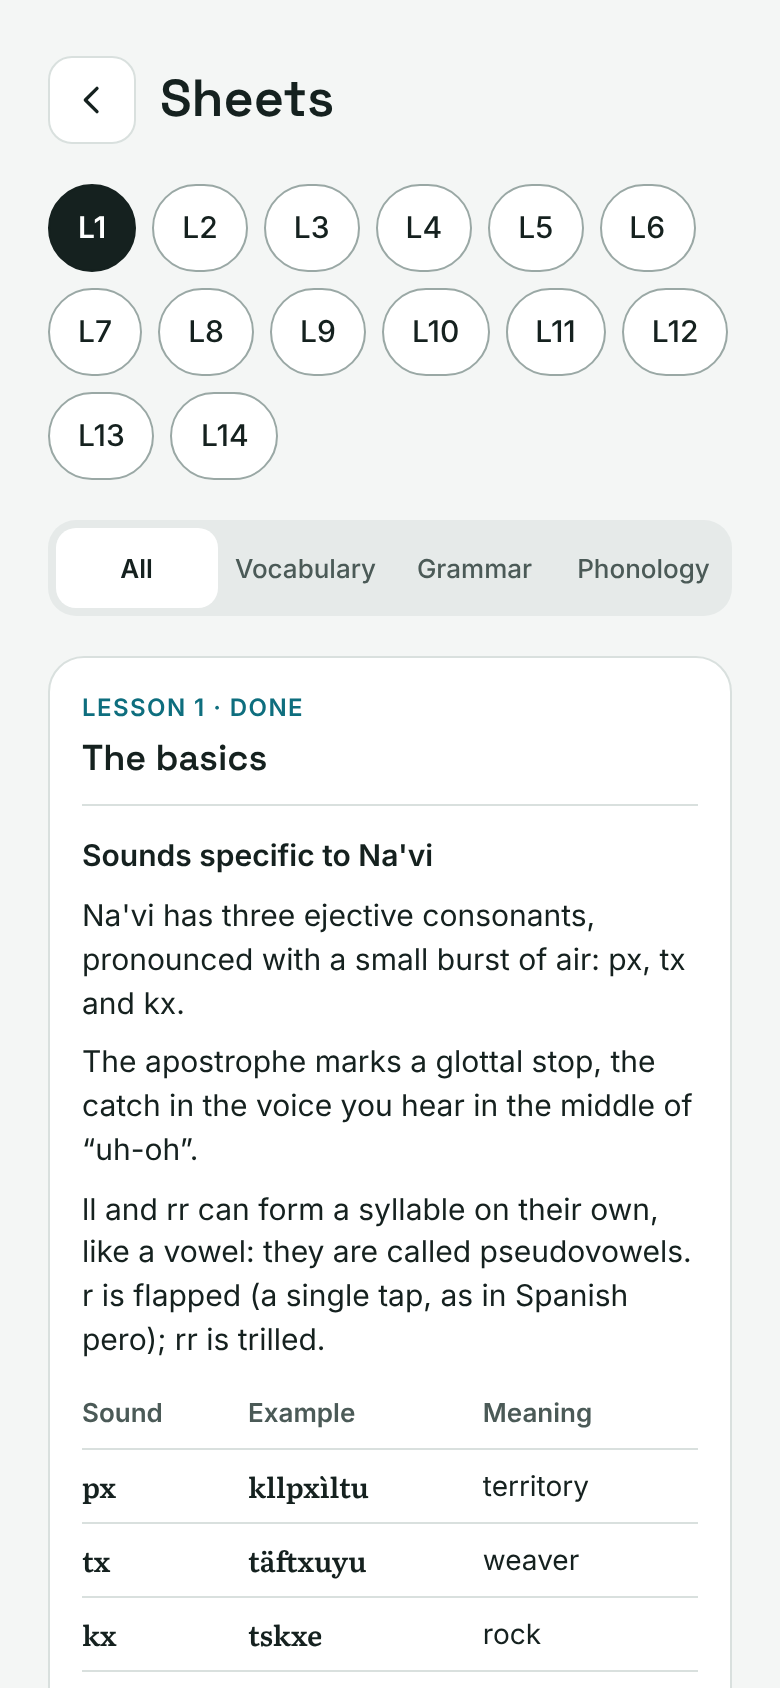 Sheets
L1 L2 L3 L4 L5 L6
L7 L8 L9 L10 L11 L12
L13 L14
All Vocabulary Grammar Phonology
LESSON 1 · DONE
The basics
Sounds specific to Na'vi
Na'vi has three ejective consonants,
pronounced with a small burst of air: px, tx
and kx.
The apostrophe marks a glottal stop, the
catch in the voice you hear in the middle of
“uh-oh”.
ll and rr can form a syllable on their own,
like a vowel: they are called pseudovowels.
r is flapped (a single tap, as in Spanish
pero); rr is trilled.
Sound Example Meaning
px kllpxìltu territory
tx täftxuyu weaver
kx tskxe rock